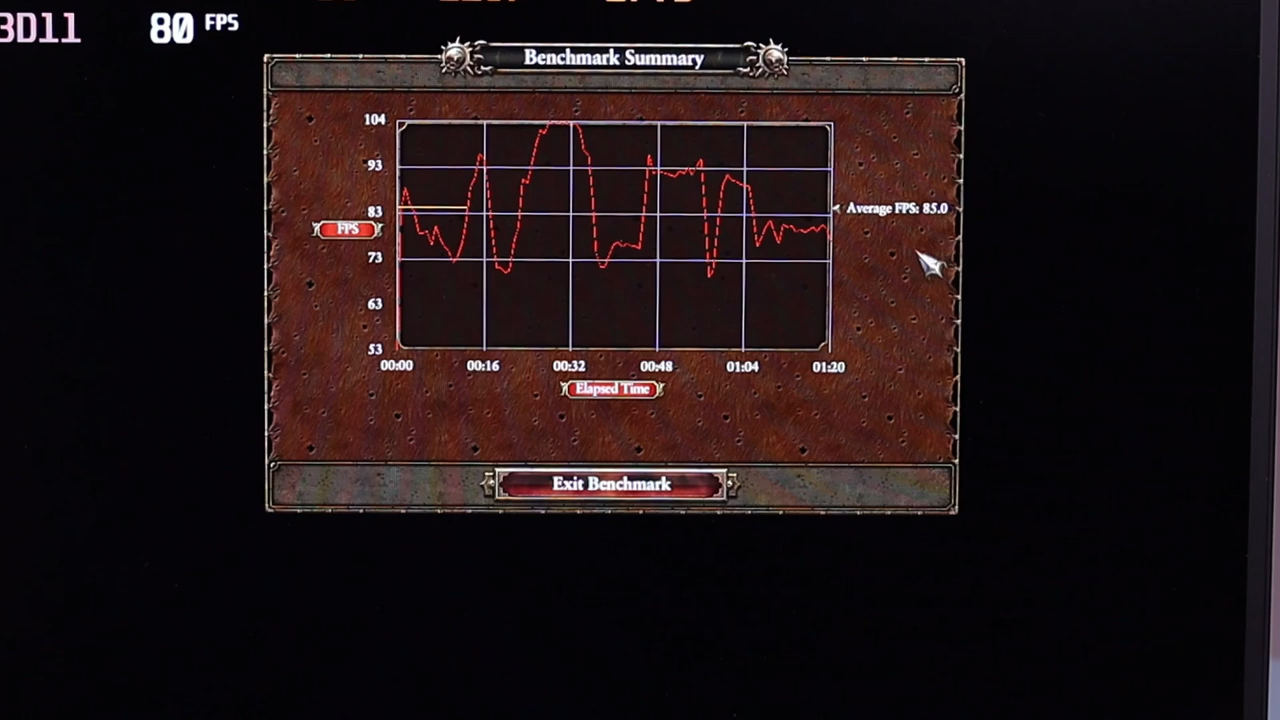 3D11 80 FPS
Benchmark Summary
104
93
83
73
63
53
FPS
Average FPS: 85.0
00:00 00:16 00:32 00:48 01:04 01:20
Elapsed Time
Exit Benchmark